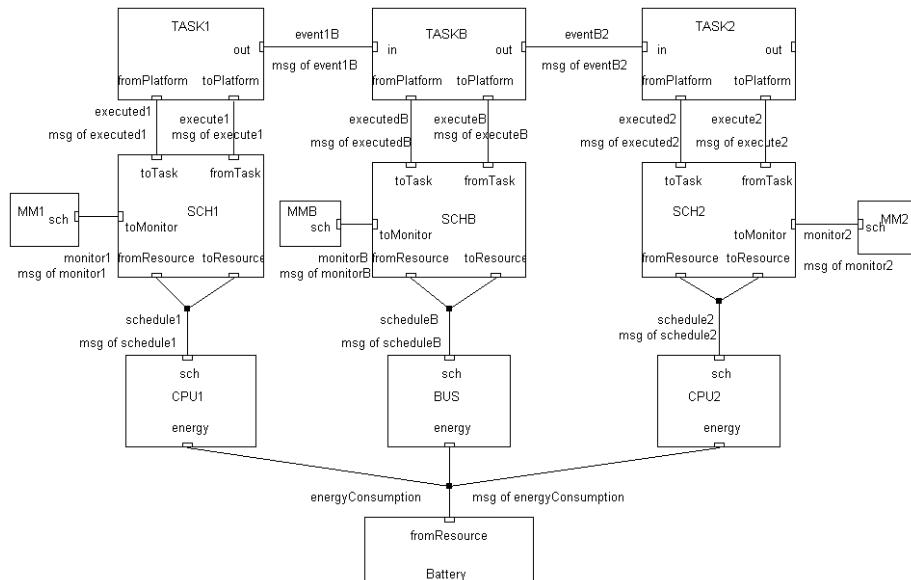 TASK1
out
fromPlatform
toPlatform
event1B
msg of event1B
in
TASKB
out
fromPlatform
toPlatform
eventB2
msg of eventB2
in
TASK2
out
fromPlatform
toPlatform
executed1
msg of executed1
execute1
msg of execute1
executedB
msg of executedB
executeB
msg of executeB
executed2
msg of executed2
execute2
msg of execute2
MM1
sch
monitor1
msg of monitor1
toTask
fromTask
SCH1
toMonitor
fromResource
toResource
MMB
sch
monitorB
msg of monitorB
toTask
fromTask
SCHB
toMonitor
fromResource
toResource
toTask
fromTask
SCH2
toMonitor
fromResource
toResource
monitor2
msg of monitor2
MM2
sch
schedule1
msg of schedule1
scheduleB
msg of scheduleB
schedule2
msg of schedule2
sch
CPU1
energy
sch
BUS
energy
sch
CPU2
energy
energyConsumption
msg of energyConsumption
fromResource
Battery